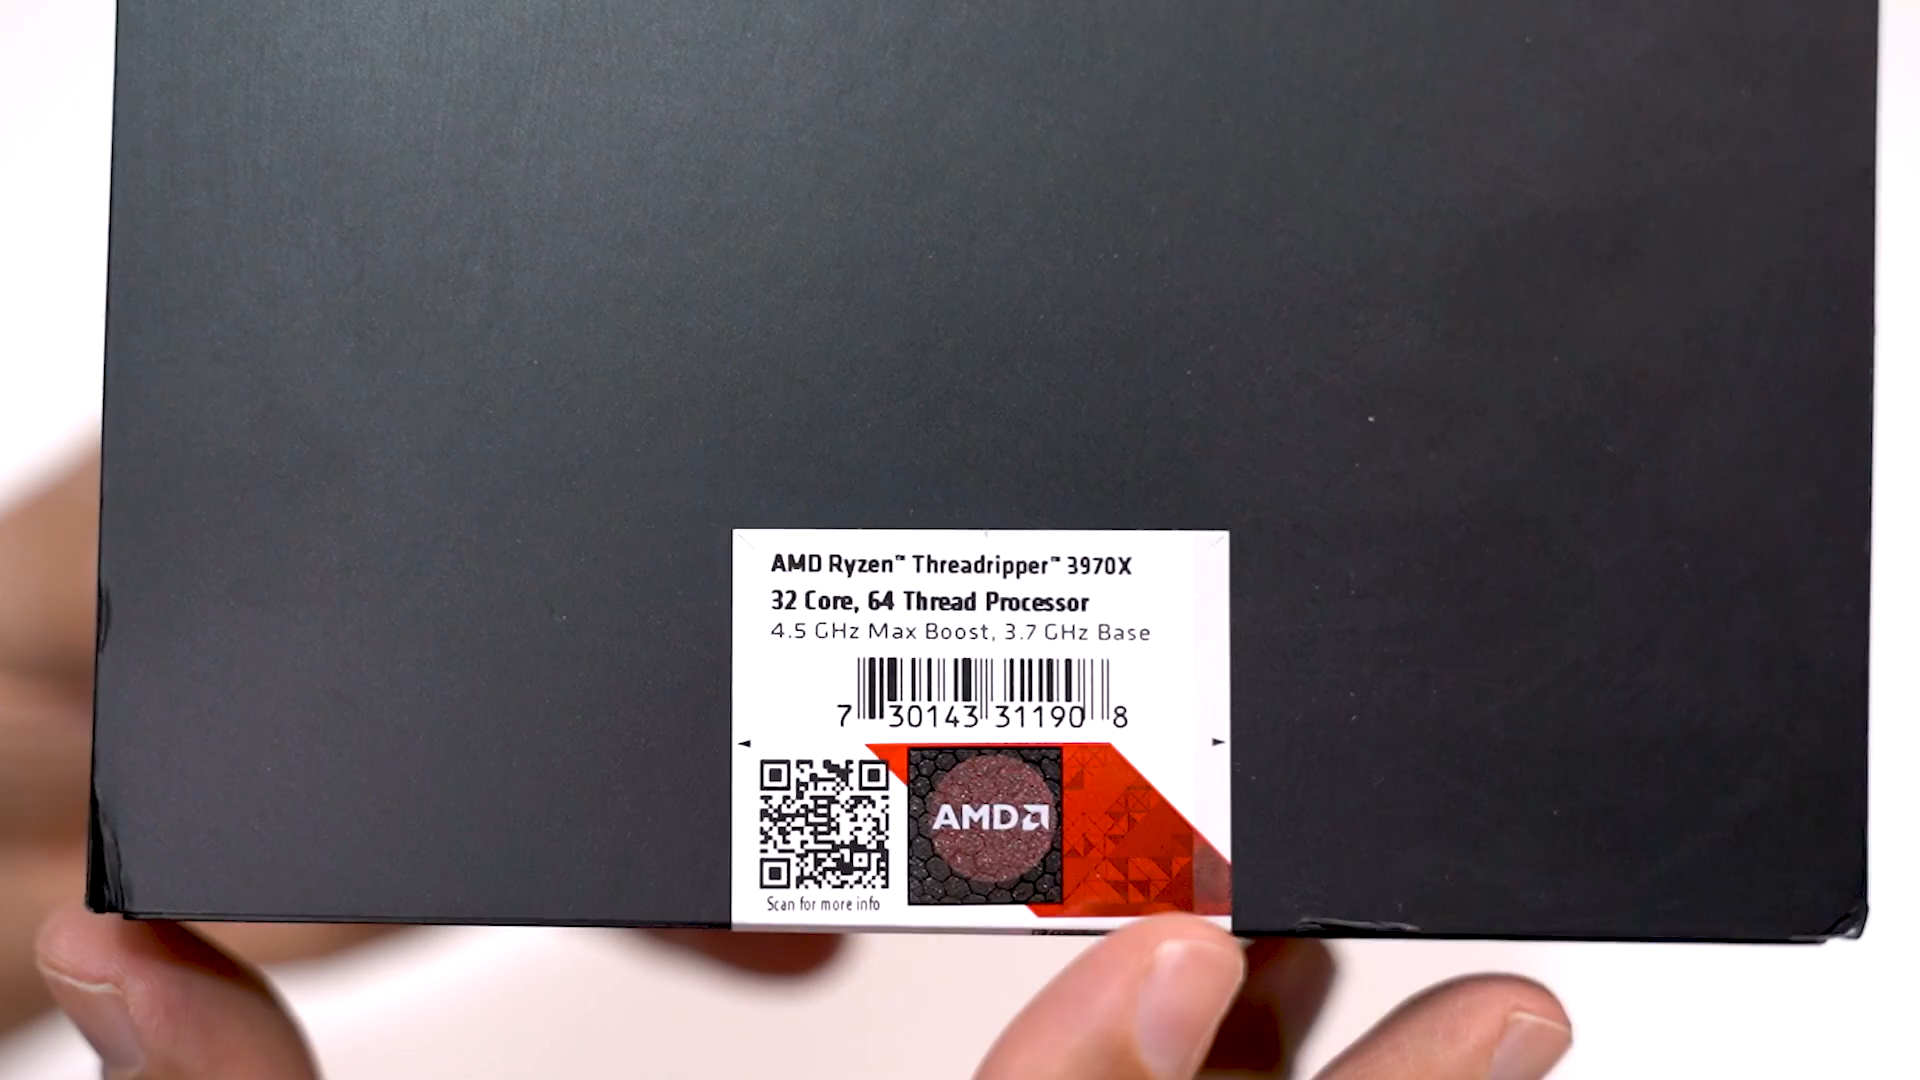 AMD Ryzen™ Threadripper™ 3970X
32 Core, 64 Thread Processor
4.5 GHz Max Boost, 3.7 GHz Base
7 30143 31190 8
AMD
Scan for more info